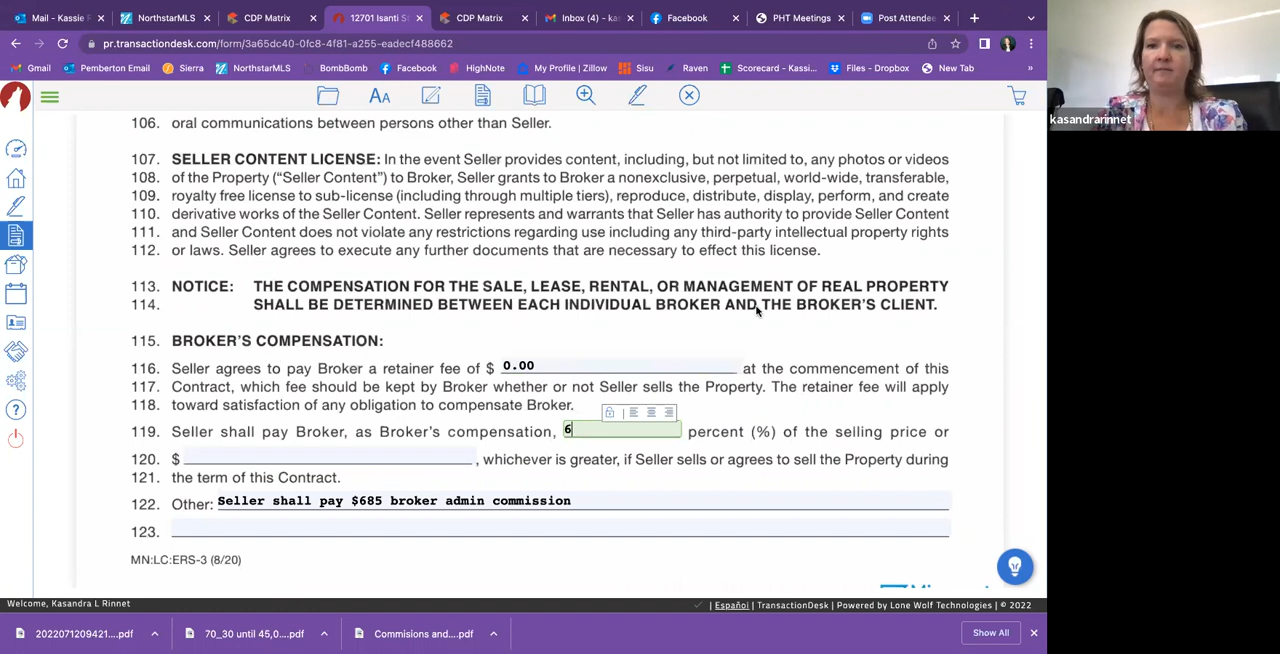 Mail - Kassie F
NorthstarMLS
CDP Matrix
12701 Isanti S
CDP Matrix
Inbox (4) - ka
Facebook
PHT Meetings
Post Attendee
pr.transactiondesk.com/form/3a65dc40-0fc8-4f81-a255-eadecf488662
Gmail
Pemberton Email
Sierra
NorthstarMLS
BombBomb
Facebook
HighNote
My Profile | Zillow
Sisu
Raven
Scorecard - Kassi...
Files - Dropbox
New Tab
kasandrarinnet
106. oral communications between persons other than Seller.
107. SELLER CONTENT LICENSE: In the event Seller provides content, including, but not limited to, any photos or videos
108. of the Property ("Seller Content") to Broker, Seller grants to Broker a nonexclusive, perpetual, world-wide, transferable,
109. royalty free license to sub-license (including through multiple tiers), reproduce, distribute, display, perform, and create
110. derivative works of the Seller Content. Seller represents and warrants that Seller has authority to provide Seller Content
111. and Seller Content does not violate any restrictions regarding use including any third-party intellectual property rights
112. or laws. Seller agrees to execute any further documents that are necessary to effect this license.
113. NOTICE: THE COMPENSATION FOR THE SALE, LEASE, RENTAL, OR MANAGEMENT OF REAL PROPERTY
114. SHALL BE DETERMINED BETWEEN EACH INDIVIDUAL BROKER AND THE BROKER'S CLIENT.
115. BROKER'S COMPENSATION:
116. Seller agrees to pay Broker a retainer fee of $ 0.00 at the commencement of this
117. Contract, which fee should be kept by Broker whether or not Seller sells the Property. The retainer fee will apply
118. toward satisfaction of any obligation to compensate Broker.
119. Seller shall pay Broker, as Broker's compensation, 6 percent (%) of the selling price or
120. $ , whichever is greater, if Seller sells or agrees to sell the Property during
121. the term of this Contract.
122. Other: Seller shall pay $685 broker admin commission
123.
MN:LC:ERS-3 (8/20)
Welcome, Kasandra L Rinnet
| Español | TransactionDesk | Powered by Lone Wolf Technologies | © 2022
2022071209421....pdf
70_30 until 45,0....pdf
Commisions and....pdf
Show All